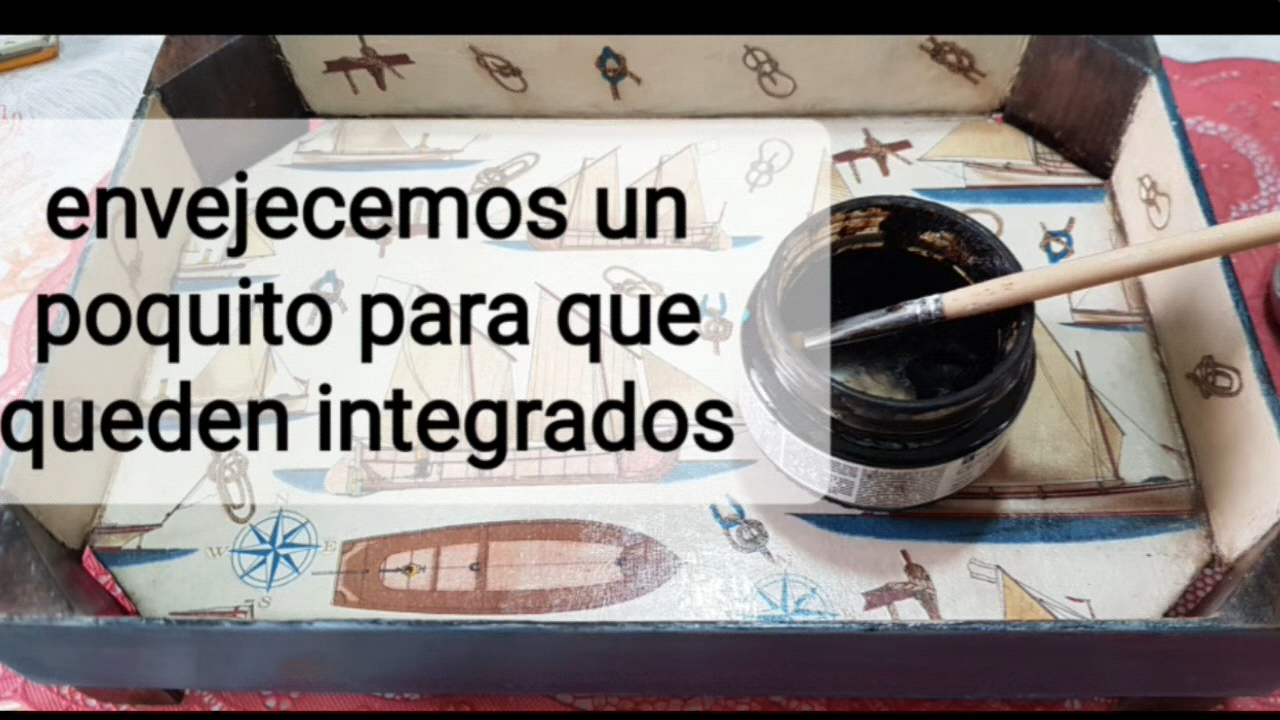 envejecemos un
poquito para que
queden integrados
N
W
E
S